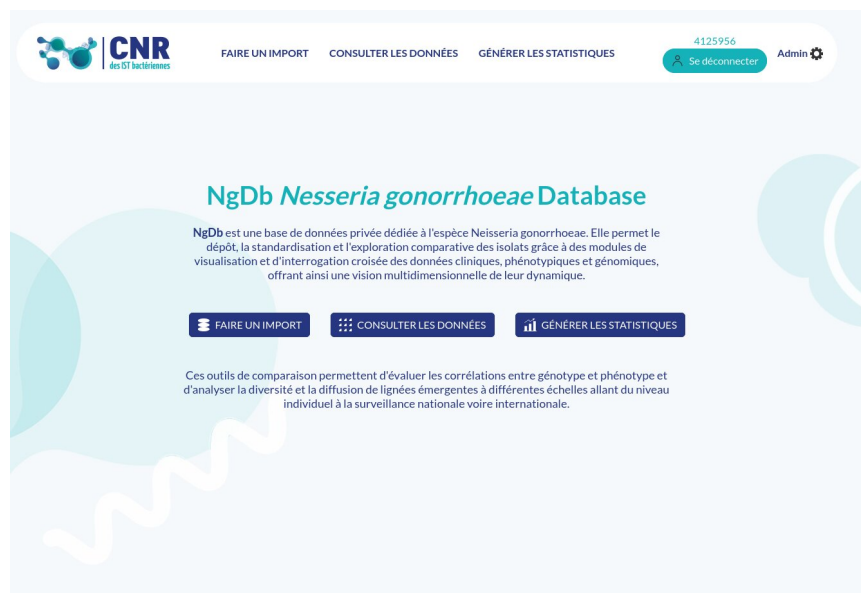 CNR
des IST bactériennes
FAIRE UN IMPORT
CONSULTER LES DONNÉES
GÉNÉRER LES STATISTIQUES
4125956
Se déconnecter
Admin
NgDb Nesseria gonorrhoeae Database
NgDb est une base de données privée dédiée à l'espèce Neisseria gonorrhoeae. Elle permet le
dépôt, la standardisation et l'exploration comparative des isolats grâce à des modules de
visualisation et d'interrogation croisée des données cliniques, phénotypiques et génomiques,
offrant ainsi une vision multidimensionnelle de leur dynamique.
FAIRE UN IMPORT
CONSULTER LES DONNÉES
GÉNÉRER LES STATISTIQUES
Ces outils de comparaison permettent d'évaluer les corrélations entre génotype et phénotype et
d'analyser la diversité et la diffusion de lignées émergentes à différentes échelles allant du niveau
individuel à la surveillance nationale voire internationale.